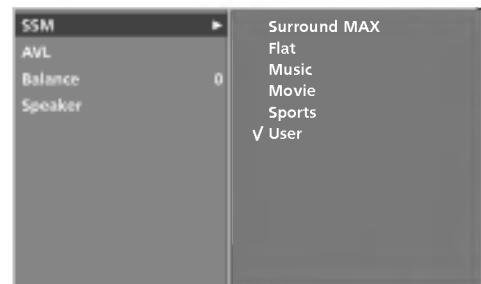 SSM ▶
AVL
Balance 0
Speaker
Surround MAX
Flat
Music
Movie
Sports
√ User